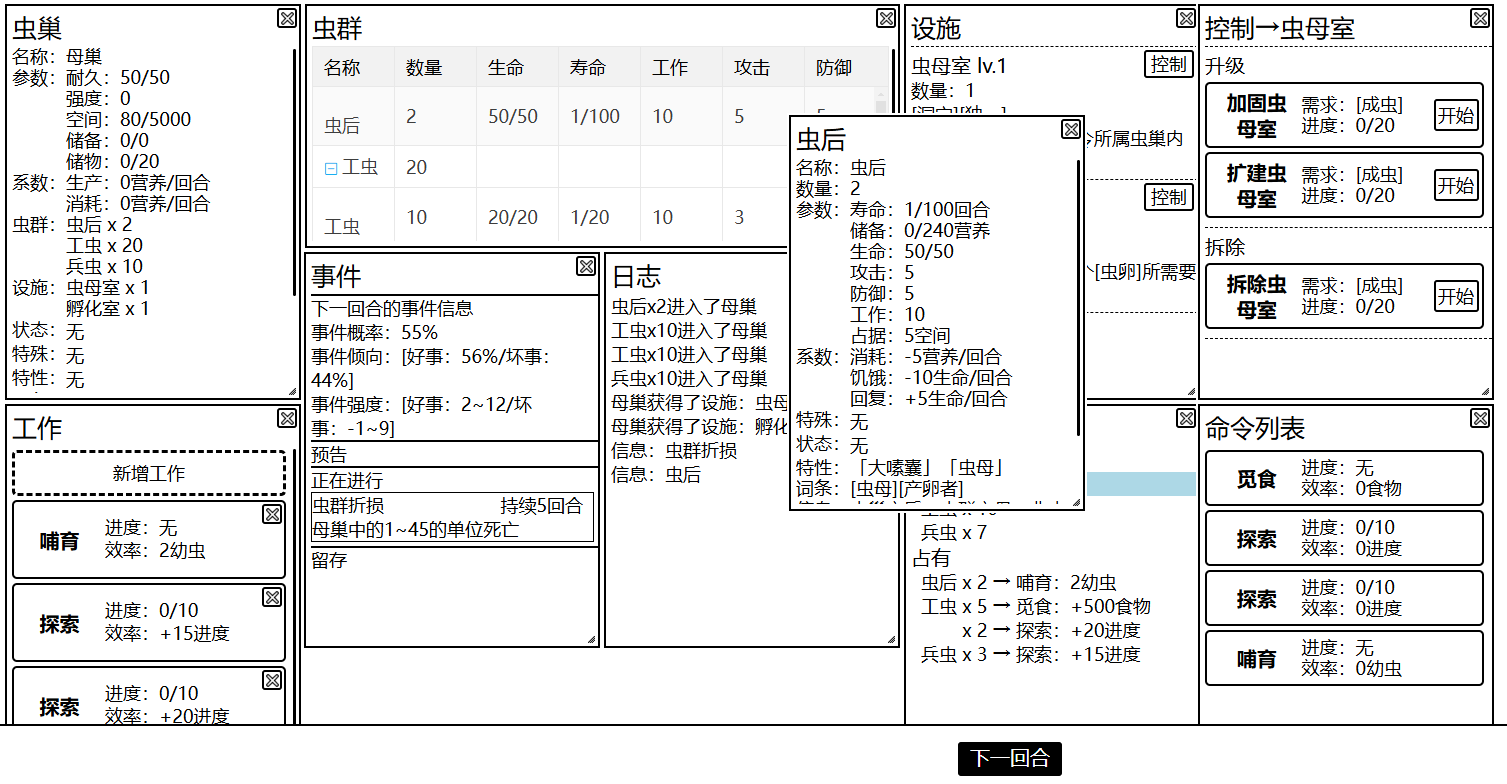 虫巢
名称：母巢
参数：耐久：50/50
强度：0
空间：80/5000
储备：0/0
储物：0/20
系数：生产：0营养/回合
消耗：0营养/回合
虫群：虫后 x 2
工虫 x 20
兵虫 x 10
设施：虫母室 x 1
孵化室 x 1
状态：无
特殊：无
特性：无
虫群
名称 数量 生命 寿命 工作 攻击 防御
虫后 2 50/50 1/100 10 5
工虫 20
工虫 10 20/20 1/20 10 3
设施
虫母室 lv.1 控制
数量：1
所属虫巢内
控制
[虫卵]所需要
控制→虫母室
升级
加固虫母室 需求：[成虫] 进度：0/20 开始
扩建虫母室 需求：[成虫] 进度：0/20 开始
拆除
拆除虫母室 需求：[成虫] 进度：0/20 开始
虫后
名称：虫后
数量：2
参数：寿命：1/100回合
储备：0/240营养
生命：50/50
攻击：5
防御：5
工作：10
占据：5空间
系数：消耗：-5营养/回合
饥饿：-10生命/回合
回复：+5生命/回合
特殊：无
状态：无
特性：「大嗉囊」「虫母」
词条：[虫母][产卵者]
事件
下一回合的事件信息
事件概率：55%
事件倾向：[好事：56%/坏事：
44%]
事件强度：[好事：2~12/坏
事：-1~9]
预告
正在进行
虫群折损 持续5回合
母巢中的1~45的单位死亡
留存
日志
虫后x2进入了母巢
工虫x10进入了母巢
工虫x10进入了母巢
兵虫x10进入了母巢
母巢获得了设施：虫母
母巢获得了设施：孵化
信息：虫群折损
信息：虫后
工作
新增工作
哺育 进度：无 效率：2幼虫
探索 进度：0/10 效率：+15进度
探索 进度：0/10 效率：+20进度
兵虫 x 7
占有
虫后 x 2 → 哺育：2幼虫
工虫 x 5 → 觅食：+500食物
x 2 → 探索：+20进度
兵虫 x 3 → 探索：+15进度
命令列表
觅食 进度：无 效率：0食物
探索 进度：0/10 效率：0进度
探索 进度：0/10 效率：0进度
哺育 进度：无 效率：0幼虫
下一回合